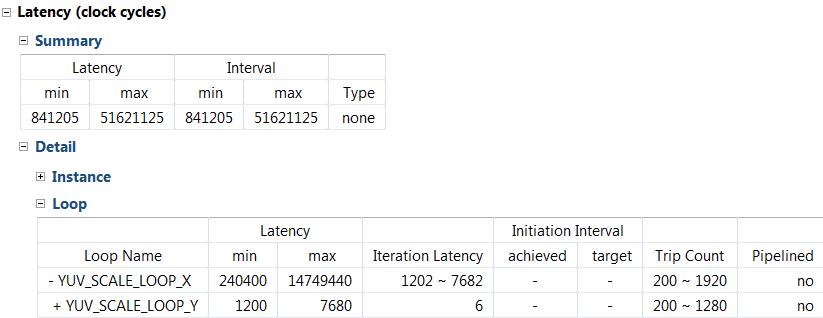 Latency (clock cycles)
Summary
Latency Interval
min max min max Type
841205 51621125 841205 51621125 none
Detail
Instance
Loop
Latency Initiation Interval
Loop Name min max Iteration Latency achieved target Trip Count Pipelined
- YUV_SCALE_LOOP_X 240400 14749440 1202 ~ 7682 - - 200 ~ 1920 no
+ YUV_SCALE_LOOP_Y 1200 7680 6 - - 200 ~ 1280 no